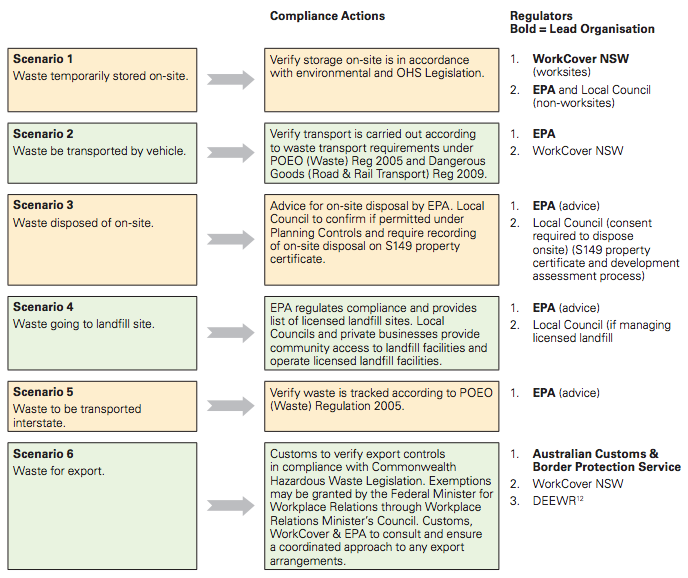 Compliance Actions
Regulators
Bold = Lead Organisation
Scenario 1
Waste temporarily stored on-site.
Verify storage on-site is in accordance
with environmental and OHS Legislation.
1. WorkCover NSW
(worksites)
2. EPA and Local Council
(non-worksites)
Scenario 2
Waste be transported by vehicle.
Verify transport is carried out according
to waste transport requirements under
POEO (Waste) Reg 2005 and Dangerous
Goods (Road & Rail Transport) Reg 2009.
1. EPA
2. WorkCover NSW
Scenario 3
Waste disposed of on-site.
Advice for on-site disposal by EPA. Local
Council to confirm if permitted under
Planning Controls and require recording
of on-site disposal on S149 property
certificate.
1. EPA (advice)
2. Local Council (consent
required to dispose
onsite) (S149 property
certificate and development
assessment process)
Scenario 4
Waste going to landfill site.
EPA regulates compliance and provides
list of licensed landfill sites. Local
Councils and private businesses provide
community access to landfill facilities and
operate licensed landfill facilities.
1. EPA (advice)
2. Local Council (if managing
licensed landfill
Scenario 5
Waste to be transported
interstate.
Verify waste is tracked according to POEO
(Waste) Regulation 2005.
1. EPA (advice)
Scenario 6
Waste for export.
Customs to verify export controls
in compliance with Commonwealth
Hazardous Waste Legislation. Exemptions
may be granted by the Federal Minister for
Workplace Relations through Workplace
Relations Minister's Council. Customs,
WorkCover & EPA to consult and ensure
a coordinated approach to any export
arrangements.
1. Australian Customs &
Border Protection Service
2. WorkCover NSW
3. DEEWR¹²